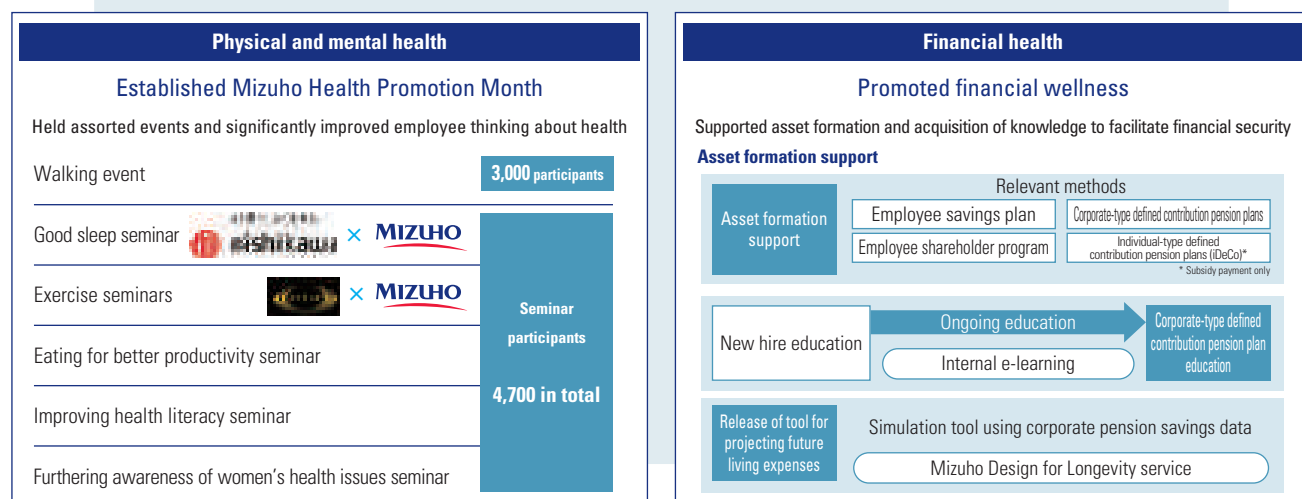 Physical and mental health
Established Mizuho Health Promotion Month
Held assorted events and significantly improved employee thinking about health
Walking event
3,000 participants
Good sleep seminar
nishikawa × MIZUHO
Exercise seminars
× MIZUHO
Eating for better productivity seminar
Improving health literacy seminar
Furthering awareness of women's health issues seminar
Seminar
participants
4,700 in total
Financial health
Promoted financial wellness
Supported asset formation and acquisition of knowledge to facilitate financial security
Asset formation support
Asset formation
support
Relevant methods
Employee savings plan
Corporate-type defined contribution pension plans
Employee shareholder program
Individual-type defined
contribution pension plans (iDeCo)*
* Subsidy payment only
New hire education
Ongoing education
Internal e-learning
Corporate-type defined
contribution pension plan
education
Release of tool for
projecting future
living expenses
Simulation tool using corporate pension savings data
Mizuho Design for Longevity service